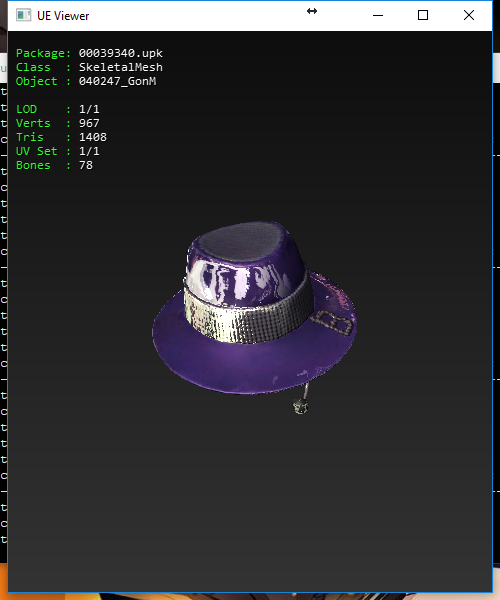 UE Viewer
Package: 00039340.upk
Class : SkeletalMesh
Object : 040247_GonM
LOD : 1/1
Verts : 967
Tris : 1408
UV Set : 1/1
Bones : 78